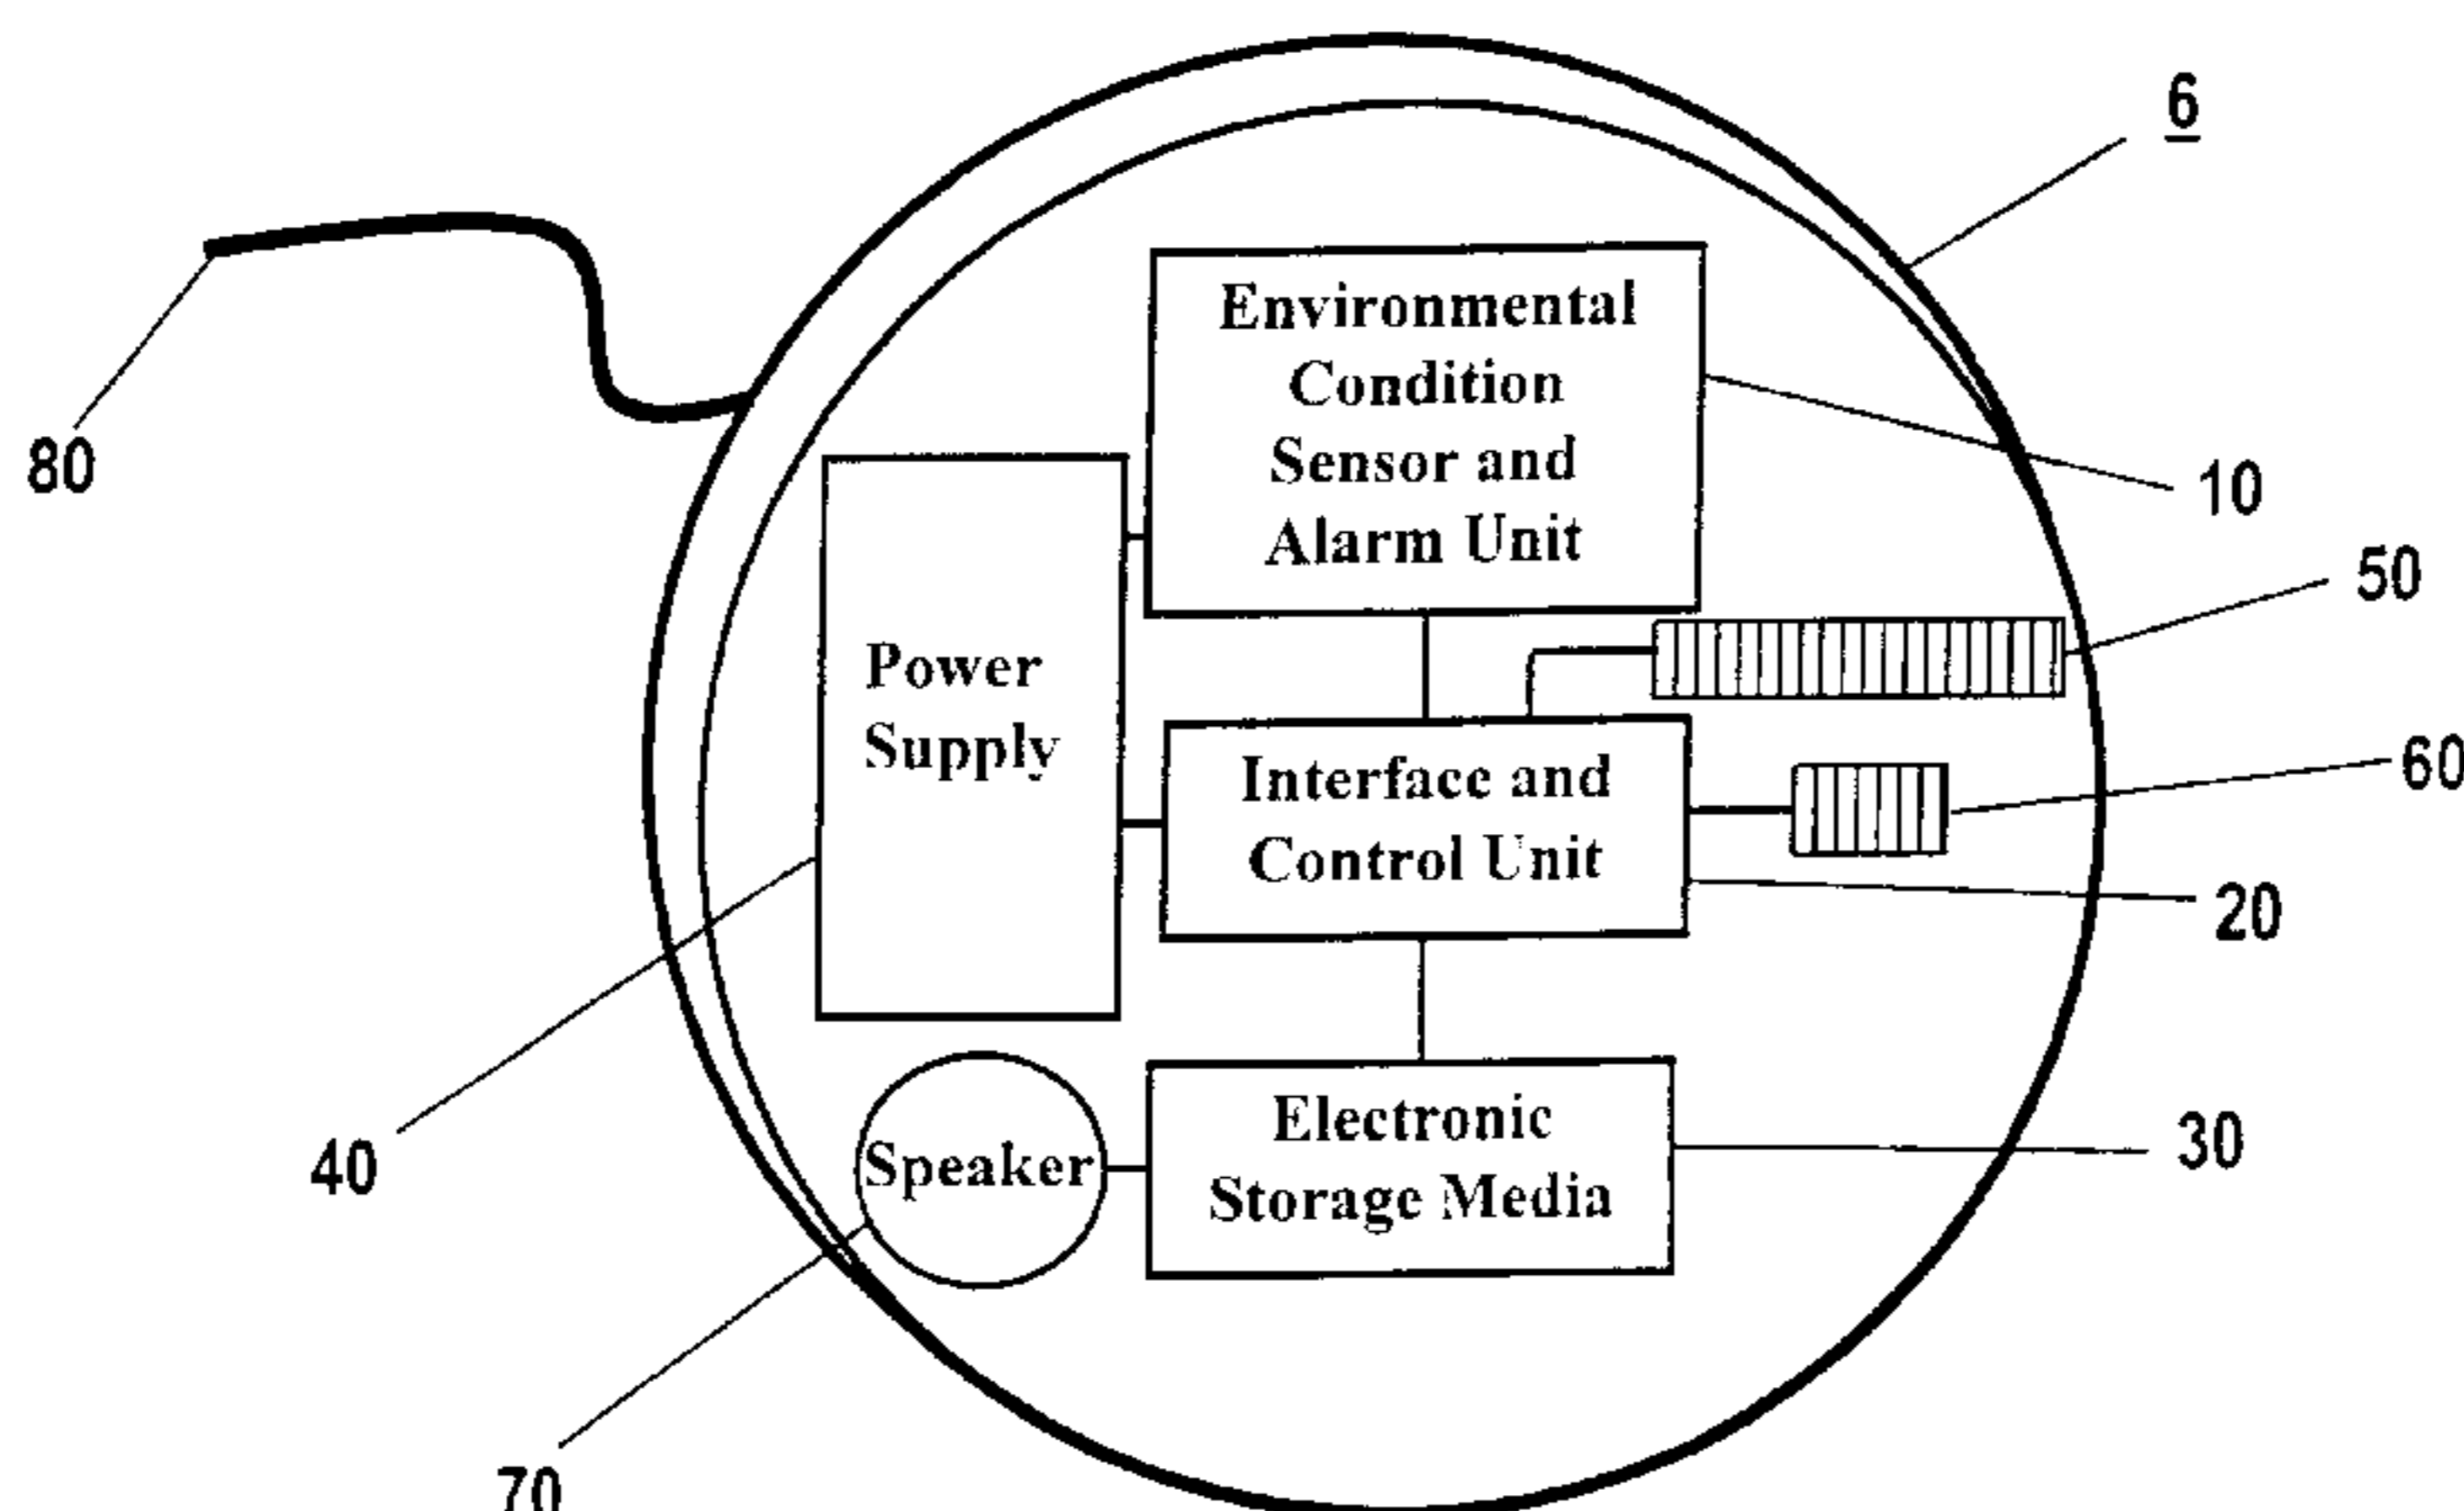 6
Environmental
Condition
Sensor and
Alarm Unit
80
10
50
Power
Supply
Interface and
Control Unit
60
20
Electronic
Storage Media
Speaker
40
30
70